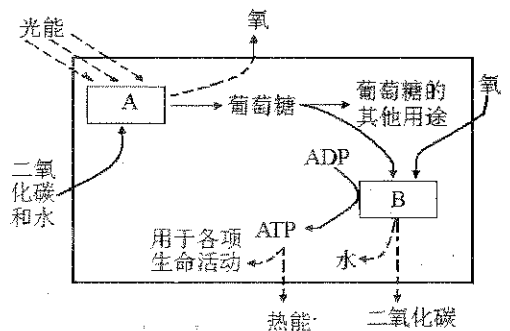 光能
氧
A
葡萄糖
葡萄糖的
其他用途
氧
二氧
化碳
和水
ADP
B
ATP
用于各项
生命活动
水
热能
二氧化碳